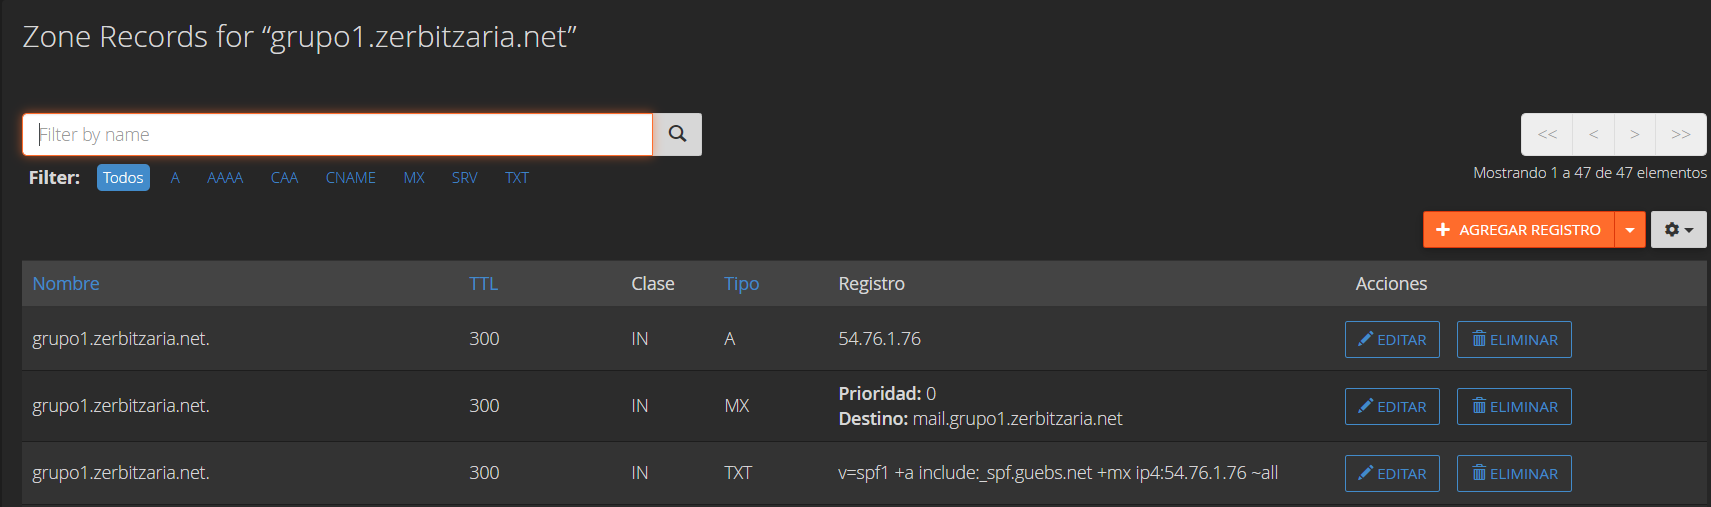 Zone Records for “grupo1.zerbitzaria.net”
Filter by name
<< < > >>
Filter: Todos A AAAA CAA CNAME MX SRV TXT
Mostrando 1 a 47 de 47 elementos
AGREGAR REGISTRO
Nombre TTL Clase Tipo Registro Acciones
grupo1.zerbitzaria.net. 300 IN A 54.76.1.76 EDITAR ELIMINAR
grupo1.zerbitzaria.net. 300 IN MX Prioridad: 0
Destino: mail.grupo1.zerbitzaria.net EDITAR ELIMINAR
grupo1.zerbitzaria.net. 300 IN TXT v=spf1 +a include:_spf.guebs.net +mx ip4:54.76.1.76 ~all EDITAR ELIMINAR